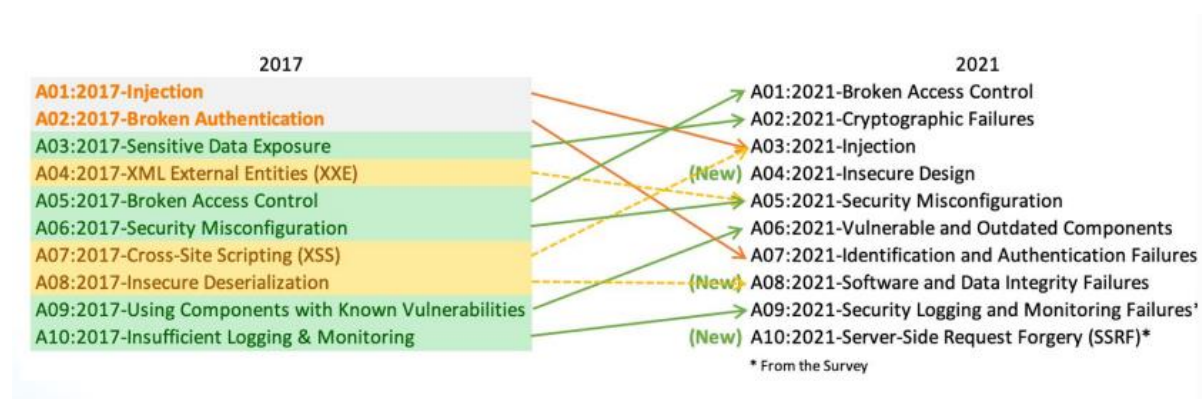 2017
2021
A01:2017-Injection
A02:2017-Broken Authentication
A03:2017-Sensitive Data Exposure
A04:2017-XML External Entities (XXE)
A05:2017-Broken Access Control
A06:2017-Security Misconfiguration
A07:2017-Cross-Site Scripting (XSS)
A08:2017-Insecure Deserialization
A09:2017-Using Components with Known Vulnerabilities
A10:2017-Insufficient Logging & Monitoring
A01:2021-Broken Access Control
A02:2021-Cryptographic Failures
A03:2021-Injection
(New) A04:2021-Insecure Design
A05:2021-Security Misconfiguration
A06:2021-Vulnerable and Outdated Components
A07:2021-Identification and Authentication Failures
(New) A08:2021-Software and Data Integrity Failures
A09:2021-Security Logging and Monitoring Failures*
(New) A10:2021-Server-Side Request Forgery (SSRF)*
* From the Survey